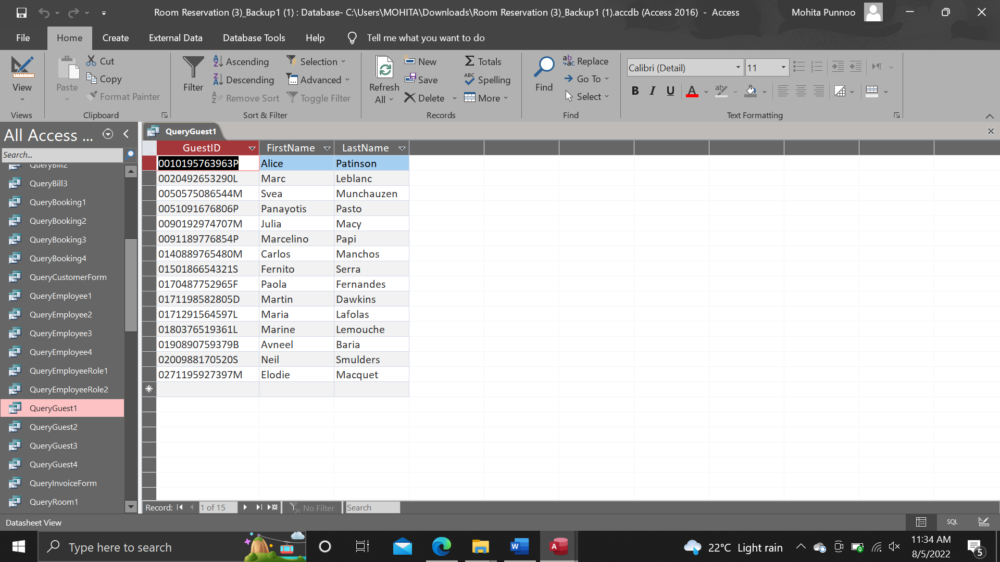 Room Reservation (3)_Backup1 (1) : Database- C:\Users\MOHITA\Downloads\Room Reservation (3)_Backup1 (1).accdb (Access 2016) - Access
Mohita Punnoo
File Home Create External Data Database Tools Help Tell me what you want to do
View
Views
Paste
Cut
Copy
Format Painter
Clipboard
Filter
Ascending
Descending
Remove Sort
Selection
Advanced
Toggle Filter
Sort & Filter
Refresh
All
New
Save
Delete
Totals
Spelling
More
Records
Find
Replace
Go To
Select
Find
Calibri (Detail) 11
B I U A
Text Formatting
All Access ...
Search...
QueryBill2
QueryBill3
QueryBooking1
QueryBooking2
QueryBooking3
QueryBooking4
QueryCustomerForm
QueryEmployee1
QueryEmployee2
QueryEmployee3
QueryEmployee4
QueryEmployeeRole1
QueryEmployeeRole2
QueryGuest1
QueryGuest2
QueryGuest3
QueryGuest4
QueryInvoiceForm
QueryRoom1
QueryGuest1
GuestID FirstName LastName
0010195763963P Alice Patinson
0020492653290L Marc Leblanc
0050575086544M Svea Munchauzen
0051091676806P Panayotis Pasto
0090192974707M Julia Macy
0091189776854P Marcelino Papi
0140889765480M Carlos Manchos
0150186654321S Fernito Serra
0170487752965F Paola Fernandes
0171198582805D Martin Dawkins
0171291564597L Maria Lafolas
0180376519361L Marine Lemouche
0190890759379B Avneel Baria
0200988170520S Neil Smulders
0271195927397M Elodie Macquet
Record: 1 of 15 No Filter Search
Datasheet View SQL
Type here to search
22°C Light rain
11:34 AM
8/5/2022
5